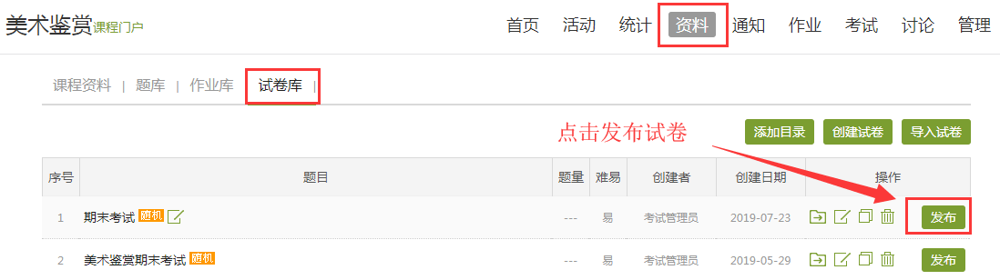 美术鉴赏课程门户 首页 活动 统计 资料 通知 作业 考试 讨论 管理
课程资料 | 题库 | 作业库 试卷库 |
点击发布试卷 添加目录 创建试卷 导入试卷
序号 题目 题量 难易 创建者 创建日期 操作
1 期末考试 随机 --- 易 考试管理员 2019-07-23 发布
2 美术鉴赏期末考试 随机 --- 易 考试管理员 2019-05-29 发布